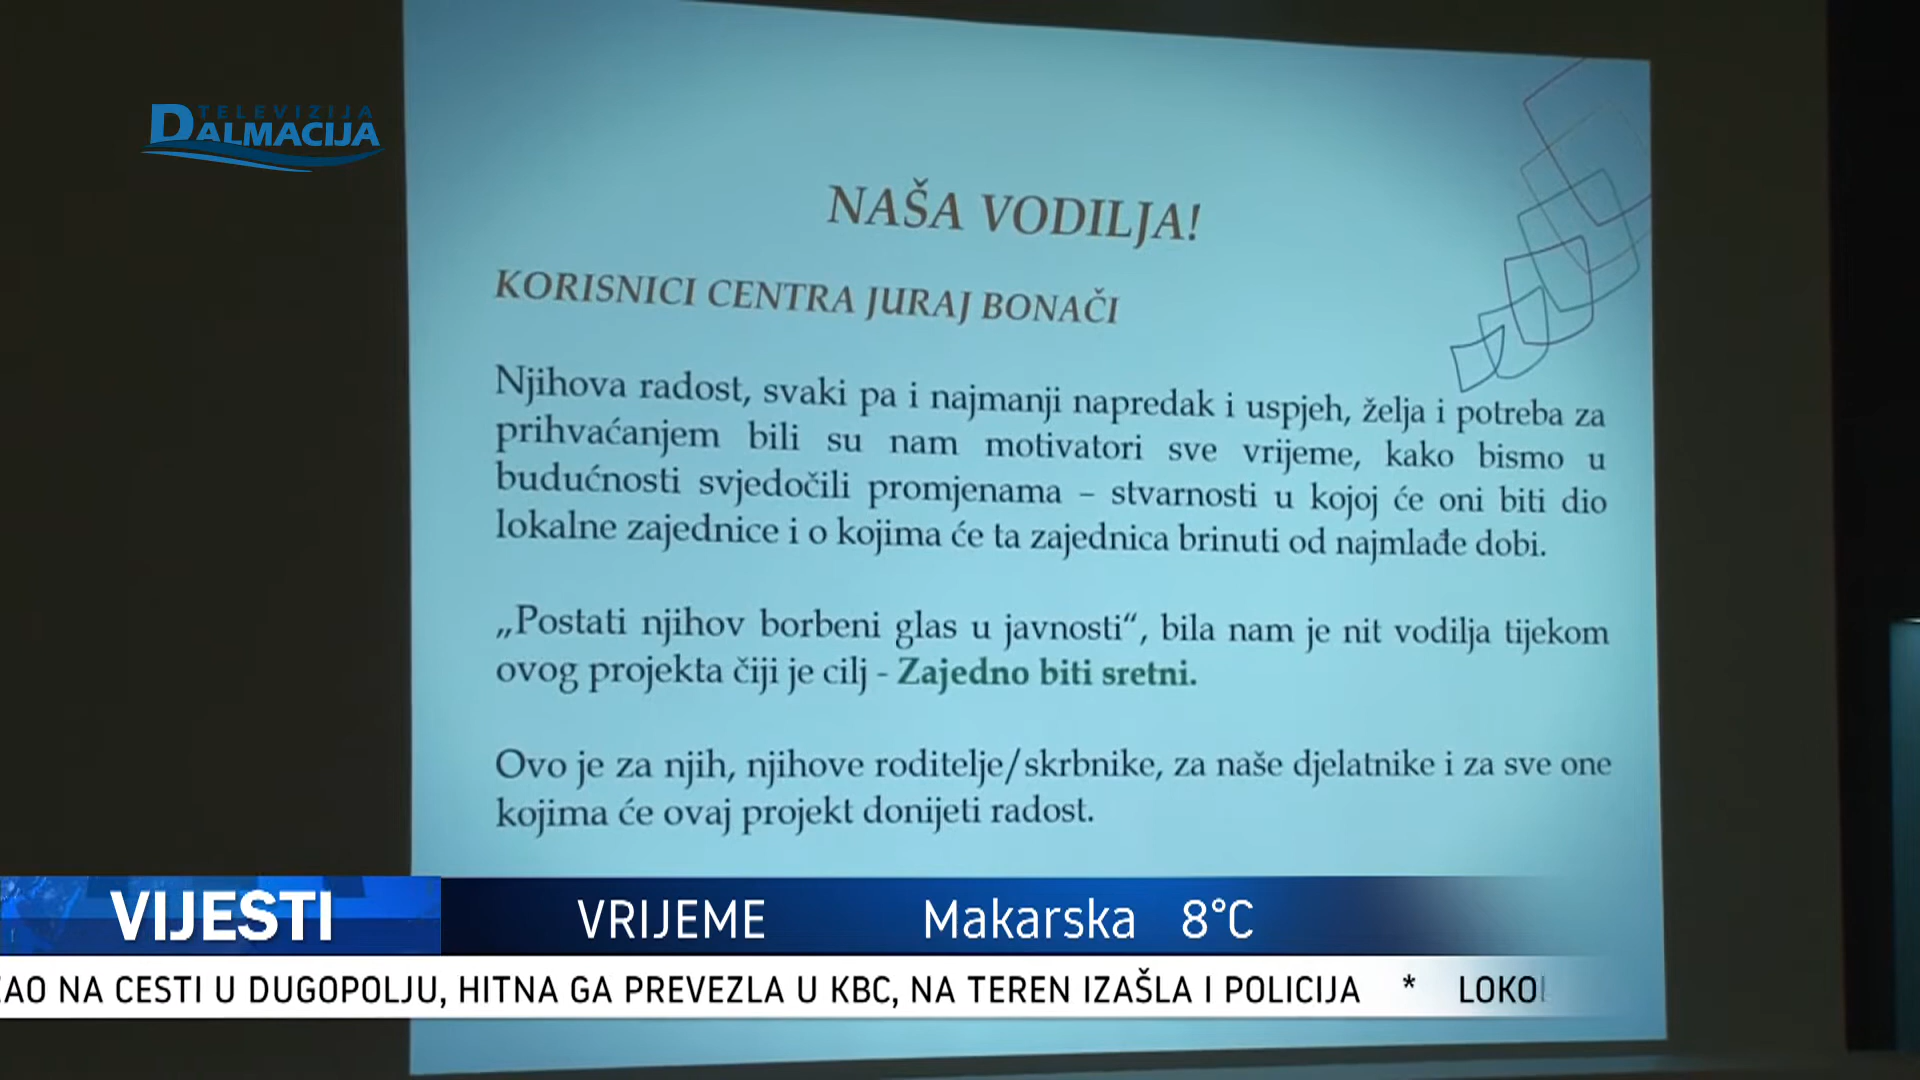 TELEVIZIJA
DALMACIJA
NAŠA VODILJA!
KORISNICI CENTRA JURAJ BONAČI
Njihova radost, svaki pa i najmanji napredak i uspjeh, želja i potreba za
prihvaćanjem bili su nam motivatori sve vrijeme, kako bismo u
budućnosti svjedočili promjenama – stvarnosti u kojoj će oni biti dio
lokalne zajednice i o kojima će ta zajednica brinuti od najmlađe dobi.
„Postati njihov borbeni glas u javnosti“, bila nam je nit vodilja tijekom
ovog projekta čiji je cilj - Zajedno biti sretni.
Ovo je za njih, njihove roditelje/skrbnike, za naše djelatnike i za sve one
kojima će ovaj projekt donijeti radost.
VIJESTI VRIJEME Makarska 8°C
NA CESTI U DUGOPOLJU, HITNA GA PREVEZLA U KBC, NA TEREN IZAŠLA I POLICIJA *